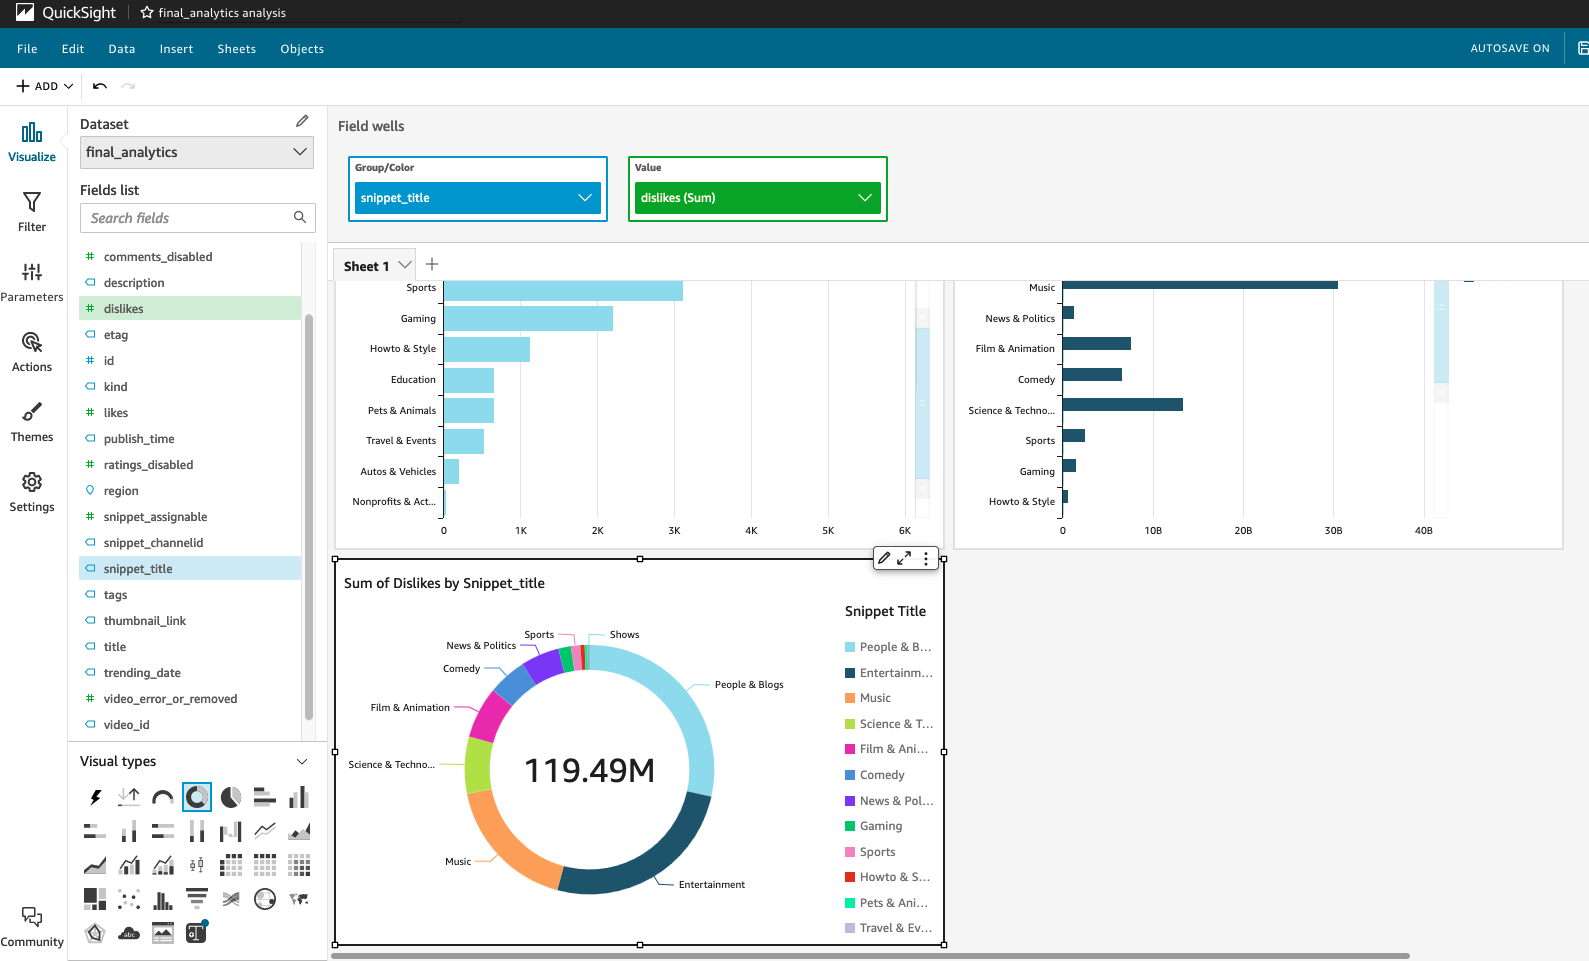 QuickSight
final_analytics analysis
File Edit Data Insert Sheets Objects
AUTOSAVE ON
ADD
Visualize
Filter
Parameters
Actions
Themes
Settings
Community
Dataset
final_analytics
Fields list
Search fields
comments_disabled
description
dislikes
etag
id
kind
likes
publish_time
ratings_disabled
region
snippet_assignable
snippet_channelid
snippet_title
tags
thumbnail_link
title
trending_date
video_error_or_removed
video_id
Visual types
abc
Field wells
Group/Color
snippet_title
Value
dislikes (Sum)
Sheet 1
Sports
Gaming
Howto & Style
Education
Pets & Animals
Travel & Events
Autos & Vehicles
Nonprofits & Act...
0 1K 2K 3K 4K 5K 6K
Music
News & Politics
Film & Animation
Comedy
Science & Techno...
Sports
Gaming
Howto & Style
0 10B 20B 30B 40B
Sum of Dislikes by Snippet_title
Sports
Shows
News & Politics
Comedy
People & Blogs
Film & Animation
Science & Techno...
119.49M
Music
Entertainment
Snippet Title
People & B...
Entertainm...
Music
Science & T...
Film & Ani...
Comedy
News & Pol...
Gaming
Sports
Howto & S...
Pets & Ani...
Travel & Ev...